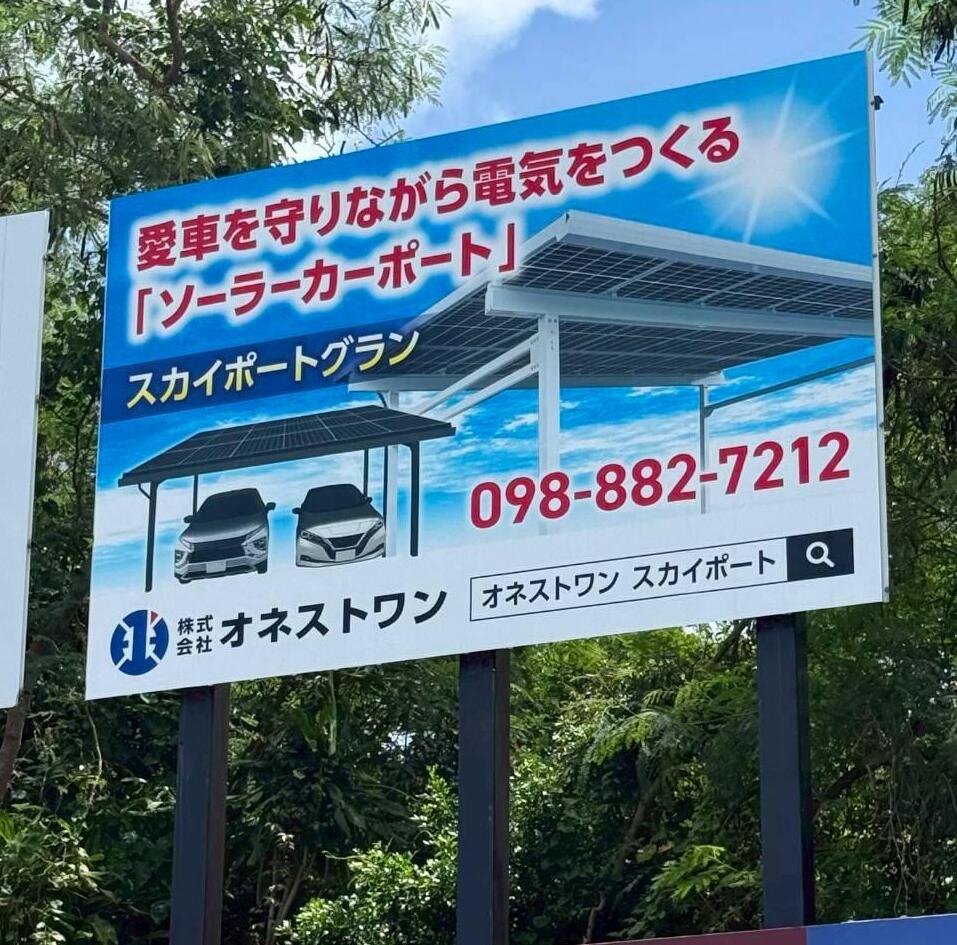 愛車を守りながら電気をつくる
「ソーラーカーポート」
スカイポートグラン
098-882-7212
株式会社 オネストワン
オネストワン スカイポート